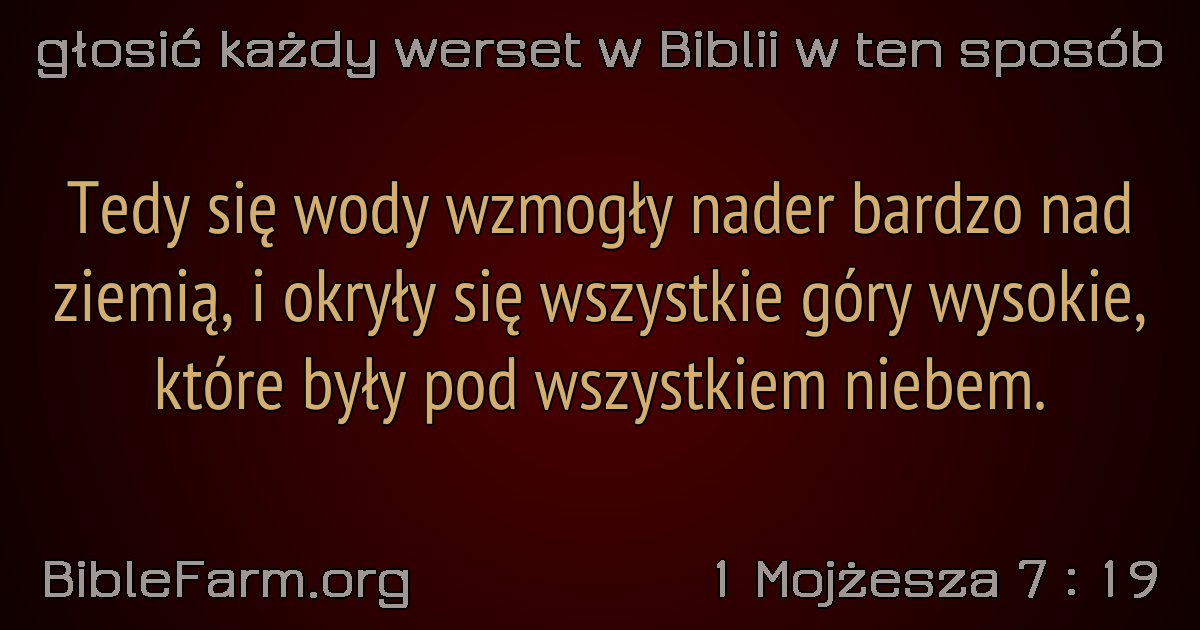 głosić każdy werset w Biblii w ten sposób
Tedy się wody wzmogły nader bardzo nad
ziemią, i okryły się wszystkie góry wysokie,
które były pod wszystkiem niebem.
BibleFarm.org
1 Mojżesza 7 : 19